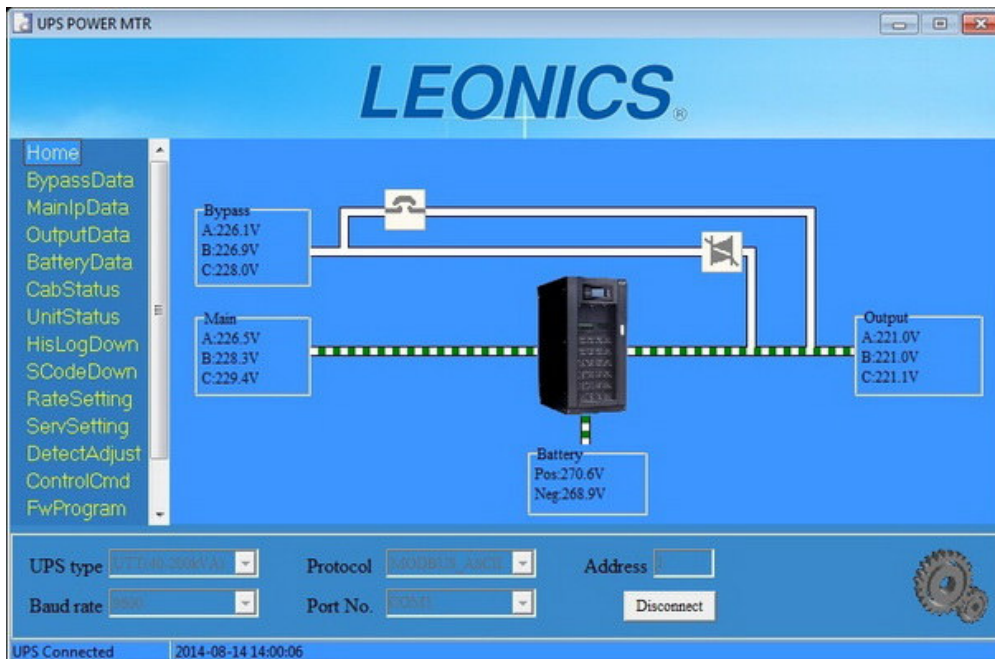 UPS POWER MTR
LEONICS®
Home
BypassData
MainIpData
OutputData
BatteryData
CabStatus
UnitStatus
HisLogDown
SCodeDown
RateSetting
ServSetting
DetectAdjust
ControlCmd
FwProgram
Bypass
A:226.1V
B:226.9V
C:228.0V
Main
A:226.5V
B:228.3V
C:229.4V
Output
A:221.0V
B:221.0V
C:221.1V
Battery
Pos:270.6V
Neg:268.9V
UPS type
Protocol MODBUS_ASCII
Address 1
Baud rate 9600
Port No.
Disconnect
UPS Connected 2014-08-14 14:00:06